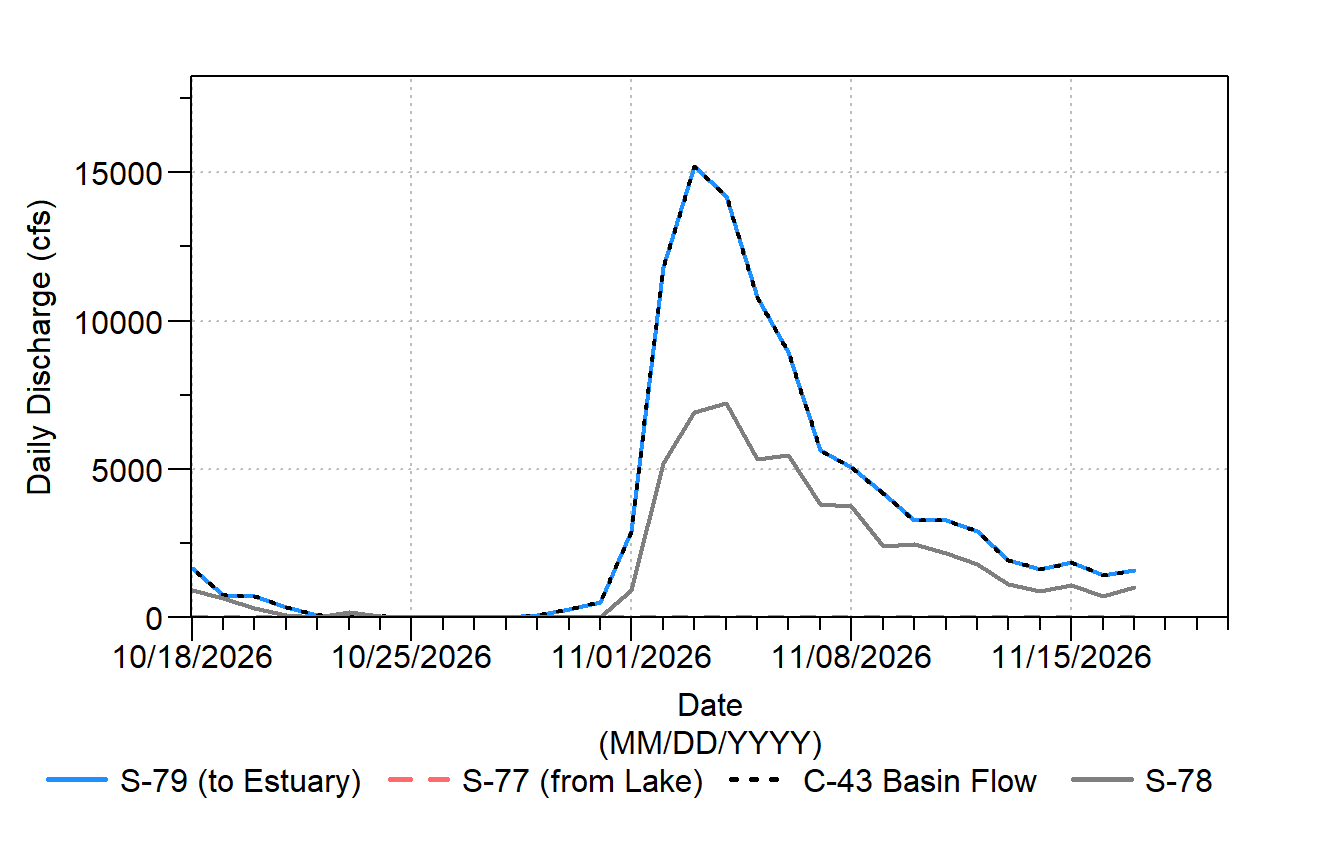 Daily Discharge (cfs)
15000
10000
5000
0
10/18/2026 10/25/2026 11/01/2026 11/08/2026 11/15/2026
Date
(MM/DD/YYYY)
S-79 (to Estuary) S-77 (from Lake) C-43 Basin Flow S-78